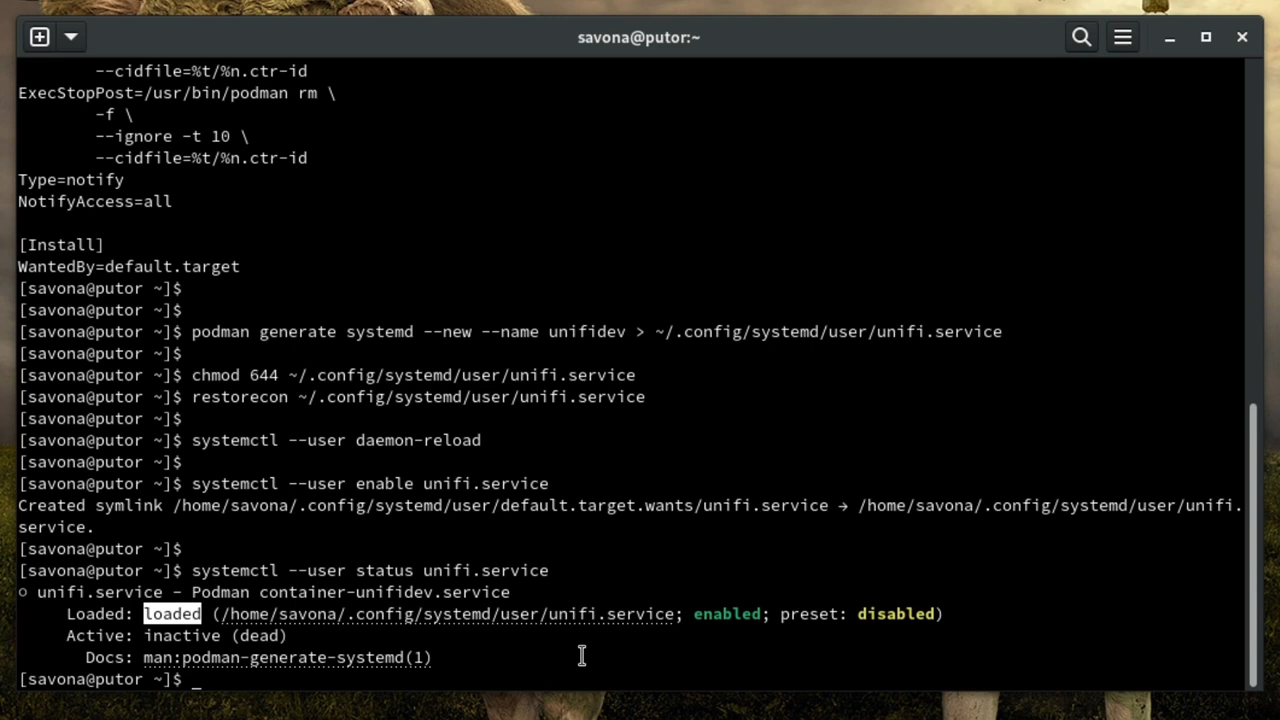 savona@putor:~
--cidfile=%t/%n.ctr-id
ExecStopPost=/usr/bin/podman rm \
-f \
--ignore -t 10 \
--cidfile=%t/%n.ctr-id
Type=notify
NotifyAccess=all
[Install]
WantedBy=default.target
[savona@putor ~]$
[savona@putor ~]$
[savona@putor ~]$ podman generate systemd --new --name unifidev > ~/.config/systemd/user/unifi.service
[savona@putor ~]$
[savona@putor ~]$ chmod 644 ~/.config/systemd/user/unifi.service
[savona@putor ~]$ restorecon ~/.config/systemd/user/unifi.service
[savona@putor ~]$
[savona@putor ~]$ systemctl --user daemon-reload
[savona@putor ~]$
[savona@putor ~]$ systemctl --user enable unifi.service
Created symlink /home/savona/.config/systemd/user/default.target.wants/unifi.service → /home/savona/.config/systemd/user/unifi.
service.
[savona@putor ~]$
[savona@putor ~]$ systemctl --user status unifi.service
○ unifi.service - Podman container-unifidev.service
Loaded: loaded (/home/savona/.config/systemd/user/unifi.service; enabled; preset: disabled)
Active: inactive (dead)
Docs: man:podman-generate-systemd(1)
[savona@putor ~]$ _